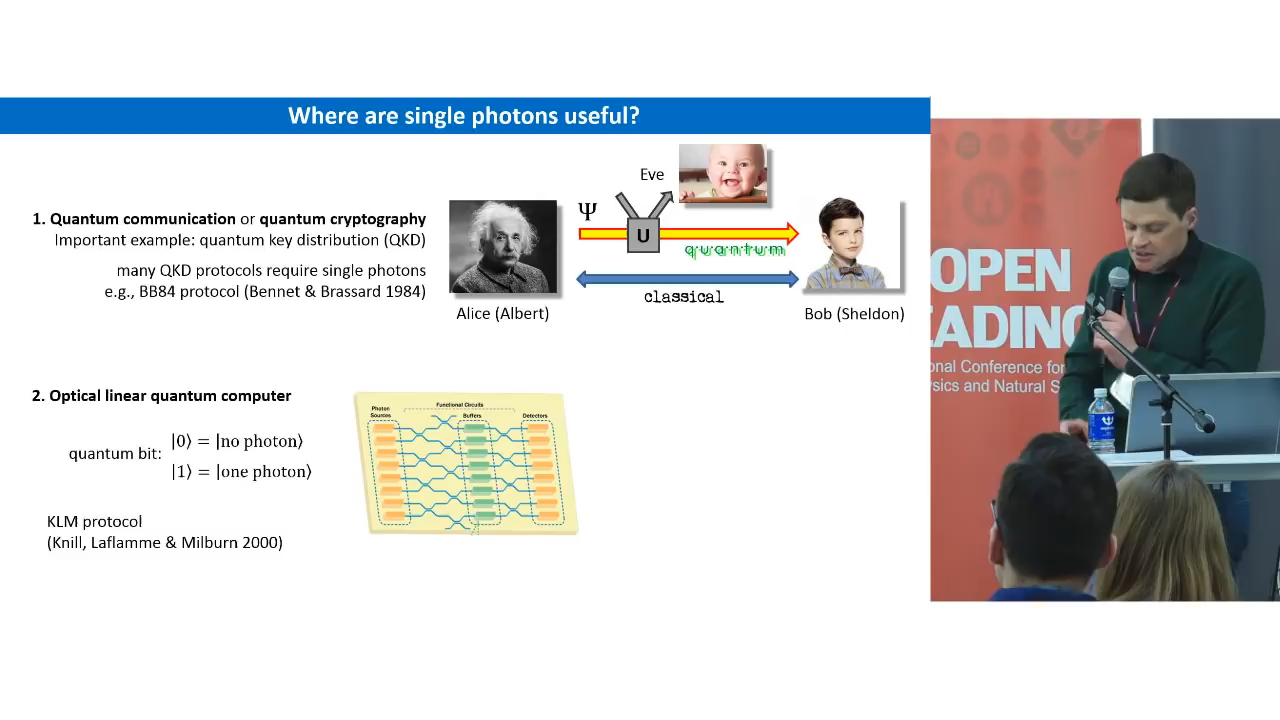 Where are single photons useful?
1. Quantum communication or quantum cryptography
Important example: quantum key distribution (QKD)
many QKD protocols require single photons
e.g., BB84 protocol (Bennet & Brassard 1984)
Eve
Ψ
U
quantum
classical
Alice (Albert)
Bob (Sheldon)
2. Optical linear quantum computer
quantum bit:
|0⟩ = |no photon⟩
|1⟩ = |one photon⟩
KLM protocol
(Knill, Laflamme & Milburn 2000)
Functional Circuits
Photon
Sources
Buffers
Detectors
OPEN
EADING
onal Conference for
ysics and Natural S